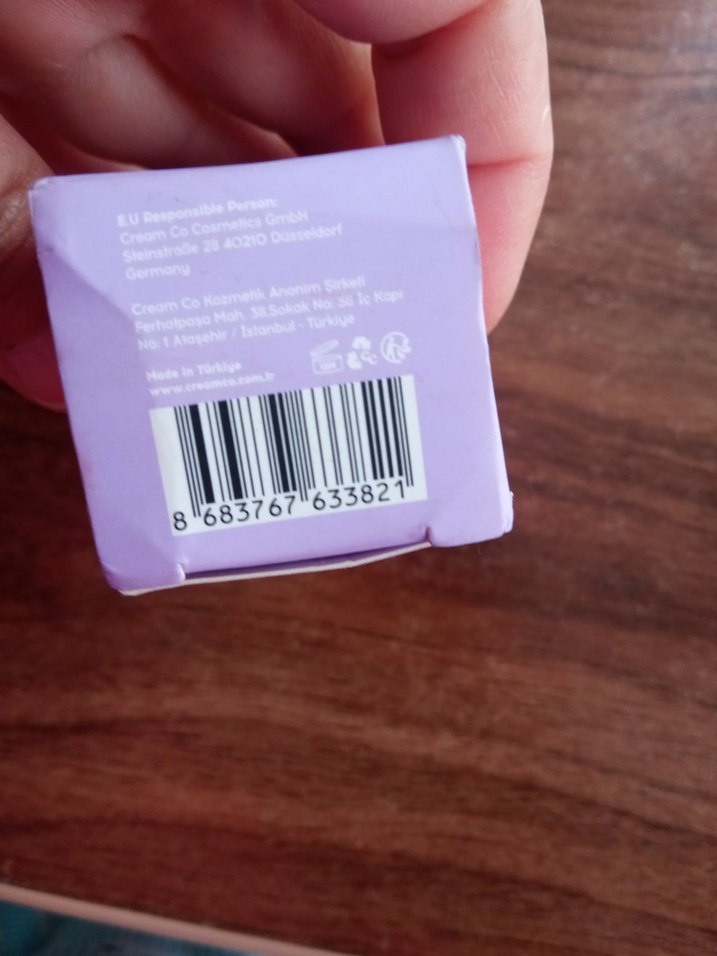 E.U Responsible Person:
Cream Co Cosmetics GmbH
Steinstraße 28 40210 Düsseldorf
Germany
Cream Co Kozmetik Anonim Şirketi
Ferhatpaşa Mah. 38.Sokak No: 38 İç Kapı
No: 1 Ataşehir / İstanbul - Türkiye
Made in Türkiye
www.creamco.com.tr
8 683767 633821